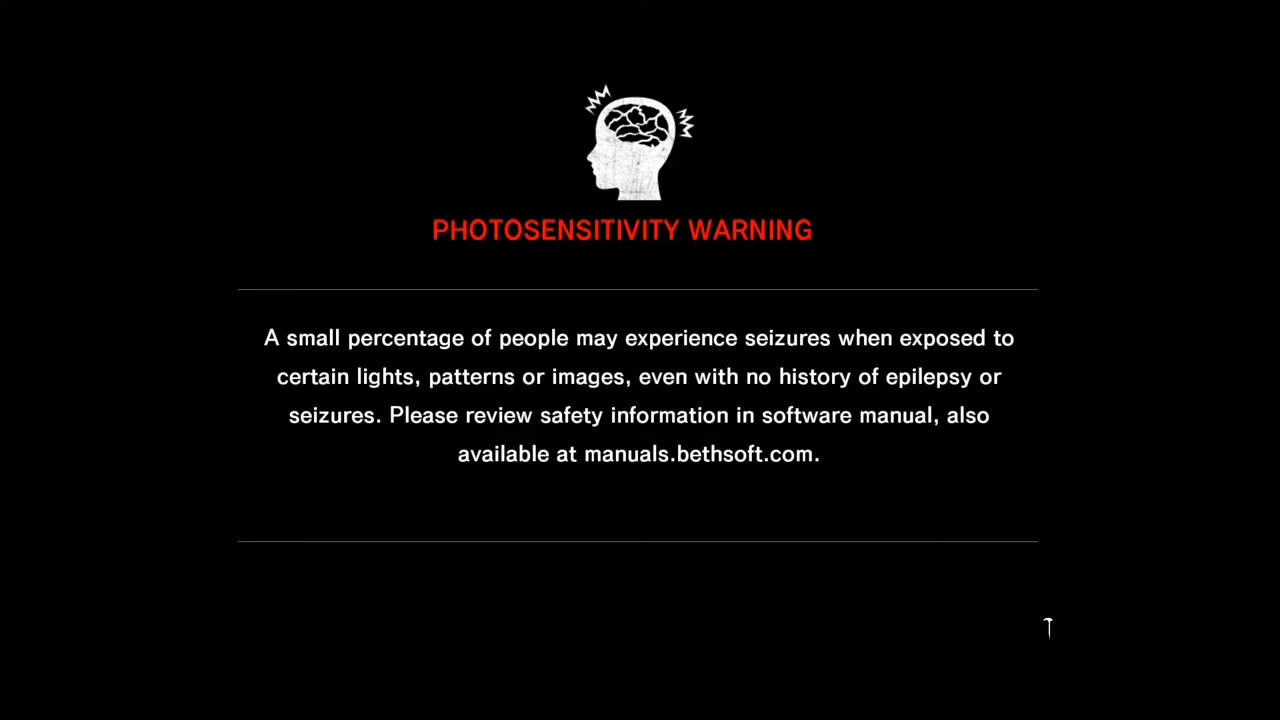 PHOTOSENSITIVITY WARNING
A small percentage of people may experience seizures when exposed to
certain lights, patterns or images, even with no history of epilepsy or
seizures. Please review safety information in software manual, also
available at manuals.bethsoft.com.